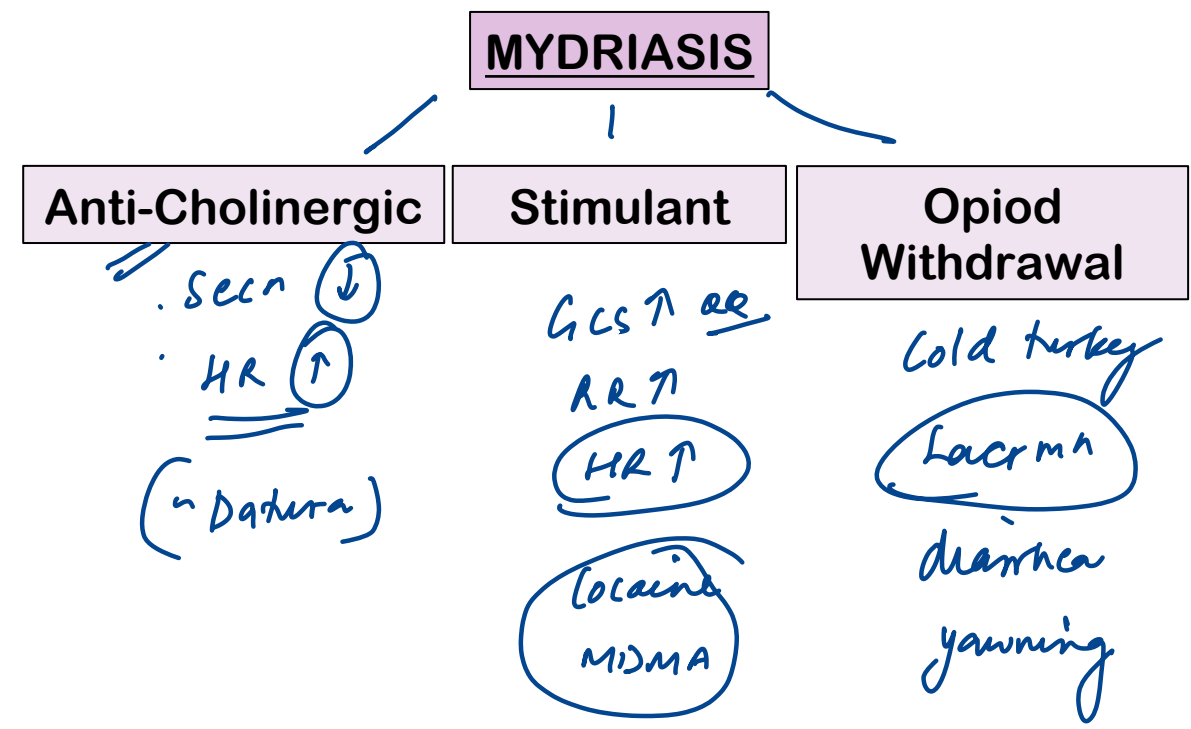 MYDRIASIS
Anti-Cholinergic
. Secn ↓
. HR ↑
(~ Datura)
Stimulant
GCS ↑
RR ↑
HR ↑
Cocaine
MDMA
Opiod
Withdrawal
Cold turkey
Lacrmn
diarrhea
yawning